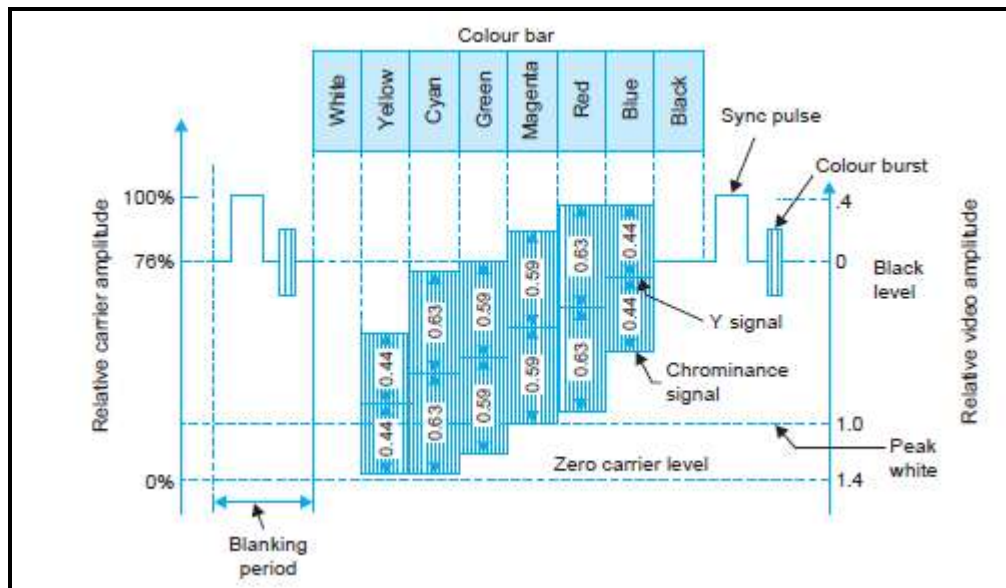 Colour bar
White
Yellow
Cyan
Green
Magenta
Red
Blue
Black
Sync pulse
Colour burst
100%
76%
0%
Relative carrier amplitude
.4
0
1.0
1.4
Black
level
Relative video amplitude
0.44
0.44
0.63
0.63
0.59
0.59
0.59
0.59
0.63
0.63
0.44
0.44
Y signal
Chrominance
signal
Peak
white
Zero carrier level
Blanking
period